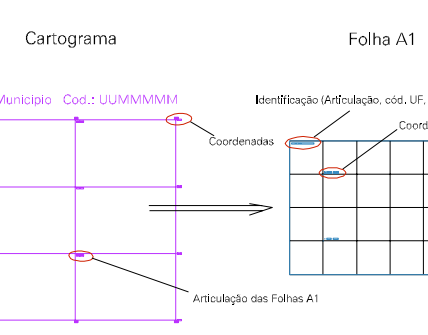 Cartograma
Folha A1
Municipio Cod.: UUMMMMM
Identificação (Articulação, cód. UF,
Coord
Coordenadas
Articulação das Folhas A1